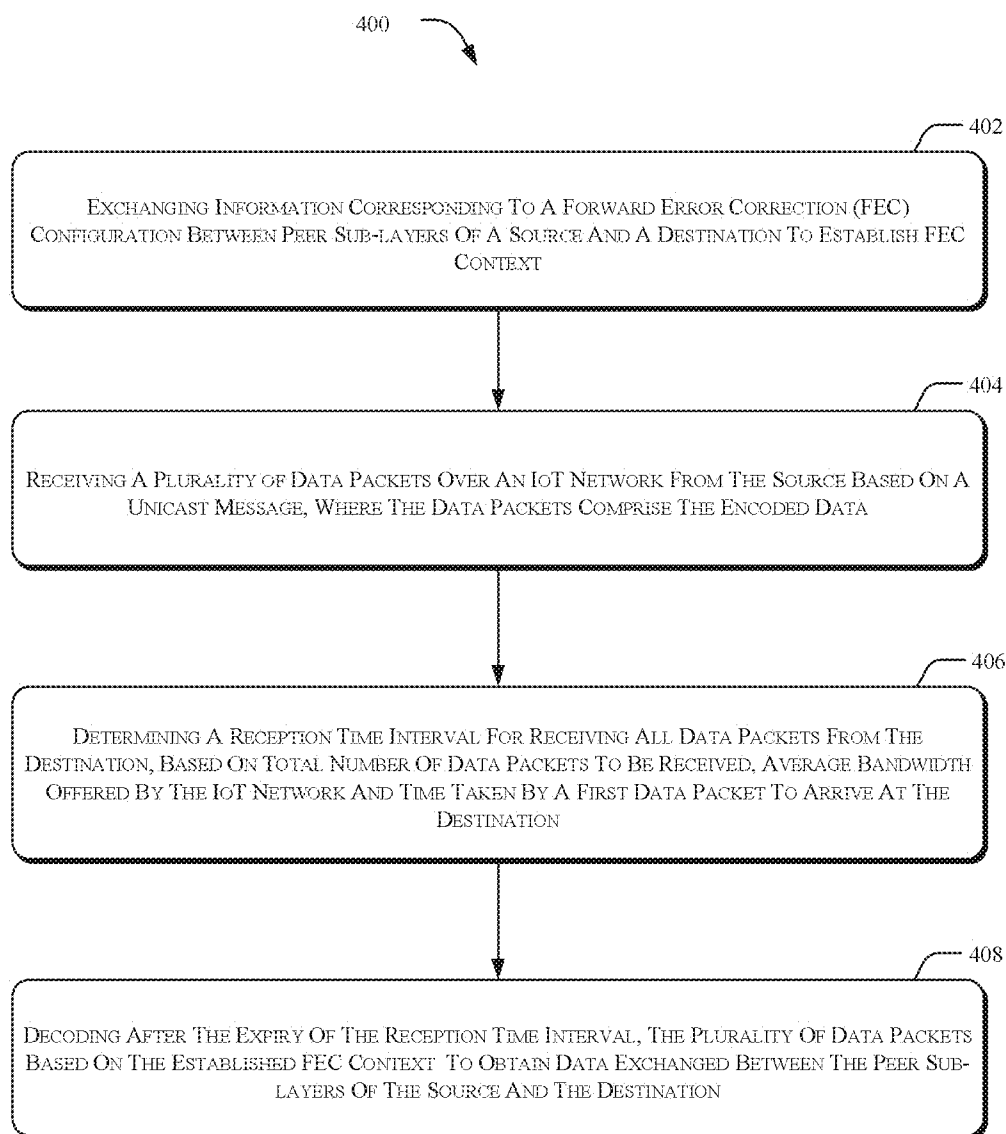 400
402
EXCHANGING INFORMATION CORRESPONDING TO A FORWARD ERROR CORRECTION (FEC)
CONFIGURATION BETWEEN PEER SUB-LAYERS OF A SOURCE AND A DESTINATION TO ESTABLISH FEC
CONTEXT
404
RECEIVING A PLURALITY OF DATA PACKETS OVER AN IOT NETWORK FROM THE SOURCE BASED ON A
UNICAST MESSAGE, WHERE THE DATA PACKETS COMPRISE THE ENCODED DATA
406
DETERMINING A RECEPTION TIME INTERVAL FOR RECEIVING ALL DATA PACKETS FROM THE
DESTINATION, BASED ON TOTAL NUMBER OF DATA PACKETS TO BE RECEIVED, AVERAGE BANDWIDTH
OFFERED BY THE IOT NETWORK AND TIME TAKEN BY A FIRST DATA PACKET TO ARRIVE AT THE
DESTINATION
408
DECODING AFTER THE EXPIRY OF THE RECEPTION TIME INTERVAL, THE PLURALITY OF DATA PACKETS
BASED ON THE ESTABLISHED FEC CONTEXT TO OBTAIN DATA EXCHANGED BETWEEN THE PEER SUB-
LAYERS OF THE SOURCE AND THE DESTINATION